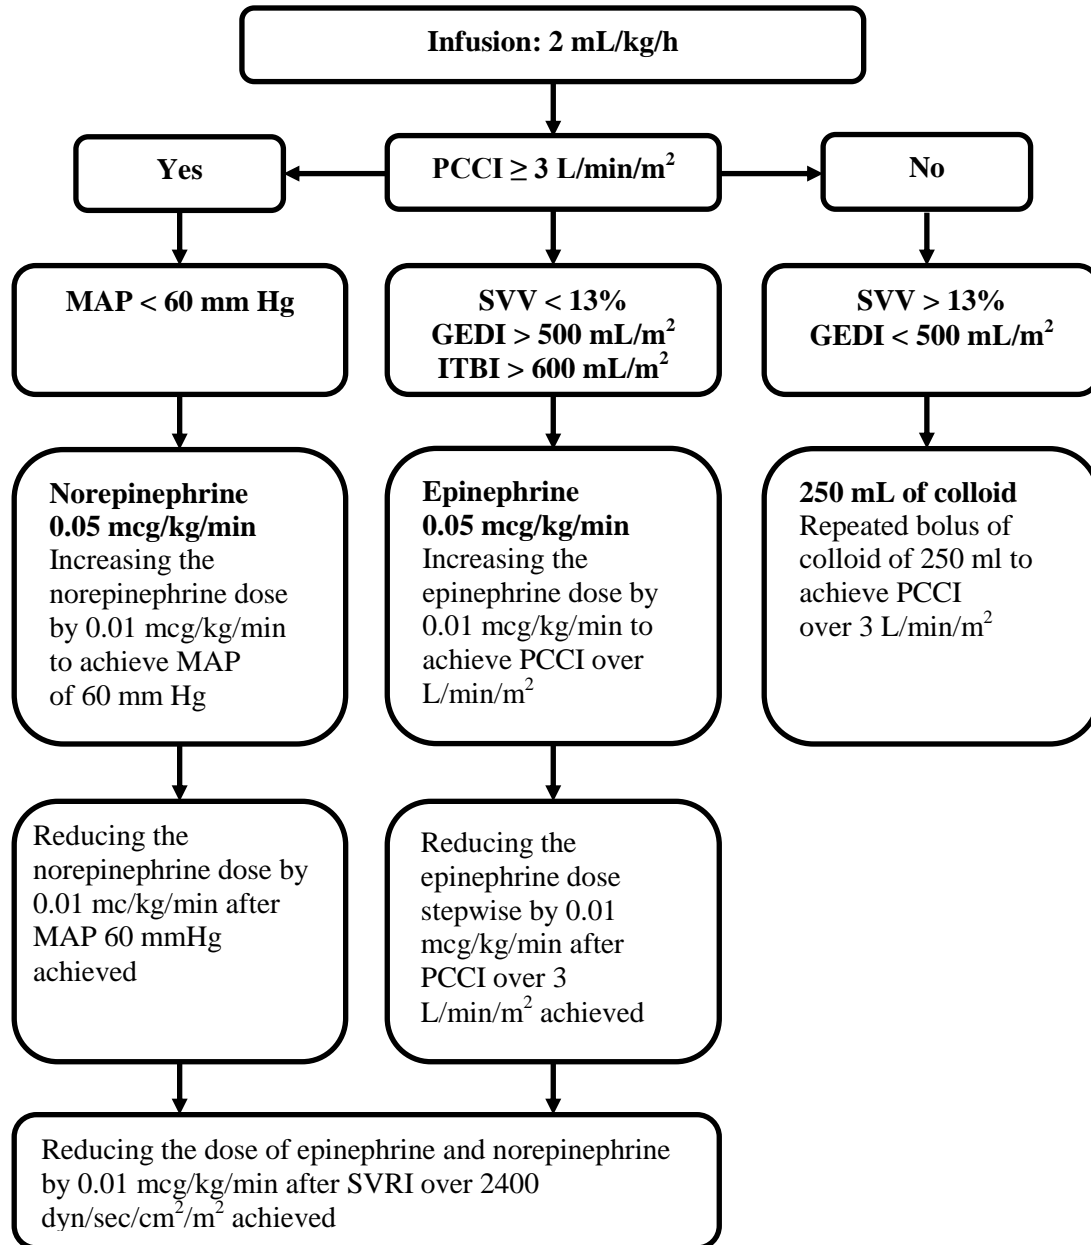 Infusion: 2 mL/kg/h
Yes
PCCI ≥ 3 L/min/m²
No
MAP < 60 mm Hg
SVV < 13%
GEDI > 500 mL/m²
ITBI > 600 mL/m²
SVV > 13%
GEDI < 500 mL/m²
Norepinephrine
0.05 mcg/kg/min
Increasing the
norepinephrine dose
by 0.01 mcg/kg/min
to achieve MAP
of 60 mm Hg
Epinephrine
0.05 mcg/kg/min
Increasing the
epinephrine dose by
0.01 mcg/kg/min to
achieve PCCI over
L/min/m²
250 mL of colloid
Repeated bolus of
colloid of 250 ml to
achieve PCCI
over 3 L/min/m²
Reducing the
norepinephrine dose by
0.01 mc/kg/min after
MAP 60 mmHg
achieved
Reducing the
epinephrine dose
stepwise by 0.01
mcg/kg/min after
PCCI over 3
L/min/m² achieved
Reducing the dose of epinephrine and norepinephrine
by 0.01 mcg/kg/min after SVRI over 2400
dyn/sec/cm²/m² achieved